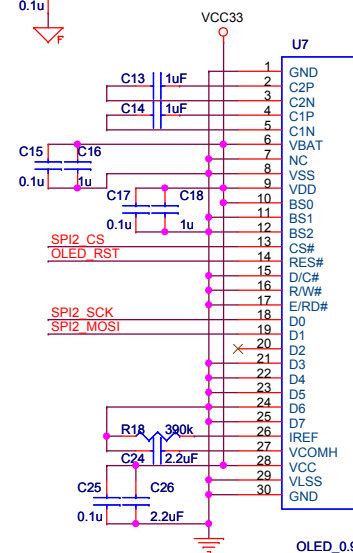 0.1u
F
VCC33
U7
C13 1uF
C14 1uF
C15 C16
0.1u 1u
C17 C18
0.1u 1u
SPI2_CS
OLED_RST
SPI2_SCK
SPI2_MOSI
R18 390k
C24 2.2uF
C25 C26
0.1u 2.2uF
1 GND
2 C2P
3 C2N
4 C1P
5 C1N
6 VBAT
7 NC
8 VSS
9 VDD
10 BS0
11 BS1
12 BS2
13 CS#
14 RES#
15 D/C#
16 R/W#
17 E/RD#
18 D0
19 D1
20 D2
21 D3
22 D4
23 D5
24 D6
25 D7
26 IREF
27 VCOMH
28 VCC
29 VLSS
30 GND
OLED_0.9